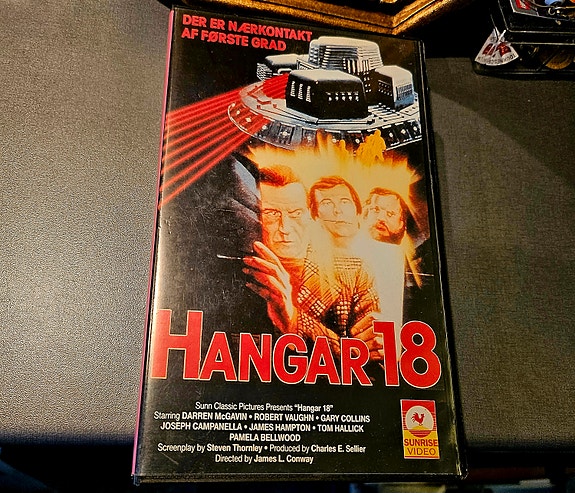 DER ER NÆRKONTAKT
AF FØRSTE GRAD
HANGAR 18
Sunn Classic Pictures Presents "Hangar 18"
Starring DARREN McGAVIN • ROBERT VAUGHN • GARY COLLINS
JOSEPH CAMPANELLA • JAMES HAMPTON • TOM HALLICK
PAMELA BELLWOOD
Screenplay by Steven Thornley • Produced by Charles E. Sellier
Directed by James L. Conway
SUNRISE
VIDEO